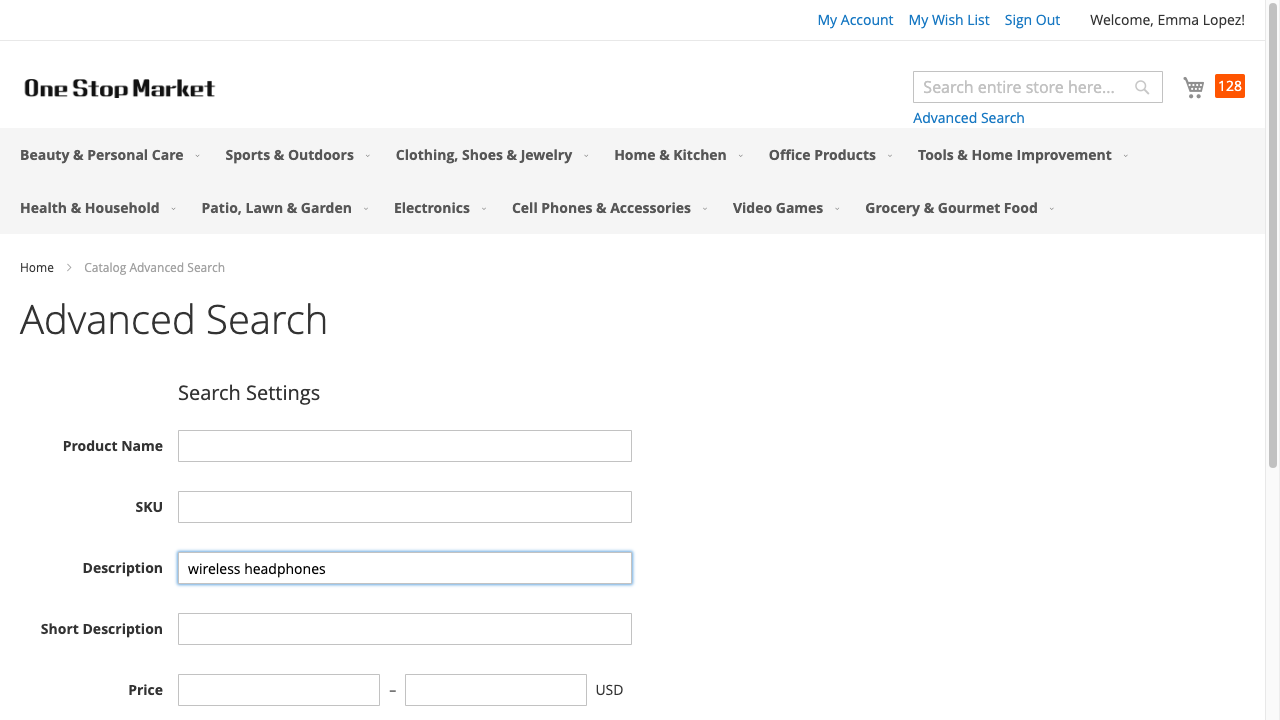 My Account My Wish List Sign Out Welcome, Emma Lopez!
One Stop Market
Search entire store here...
128
Advanced Search
Beauty & Personal Care Sports & Outdoors Clothing, Shoes & Jewelry Home & Kitchen Office Products Tools & Home Improvement
Health & Household Patio, Lawn & Garden Electronics Cell Phones & Accessories Video Games Grocery & Gourmet Food
Home Catalog Advanced Search
Advanced Search
Search Settings
Product Name
SKU
Description wireless headphones
Short Description
Price – USD